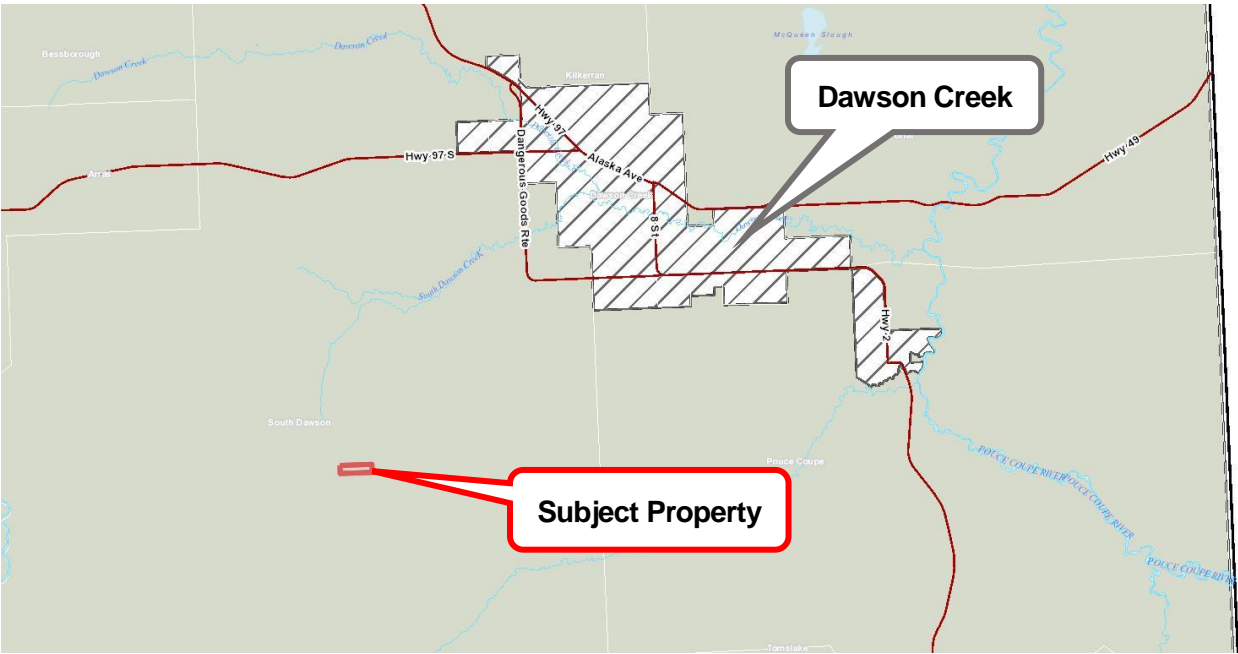 McQueen Slough
Bessborough
Dawson Creek
Dawson Creek
Kilkerran
Dawson Creek
Hwy 97
Hwy 97 S
Dangerous Goods Rte
Alaska Ave
Hwy 49
Arras
Dawson Creek
8 St
South Dawson Creek
Hwy 2
South Dawson
Pouce Coupe
POUCE COUPE RIVER
POUCE COUPE RIVER
POUCE COUPE RIVER
Subject Property
Tomslake